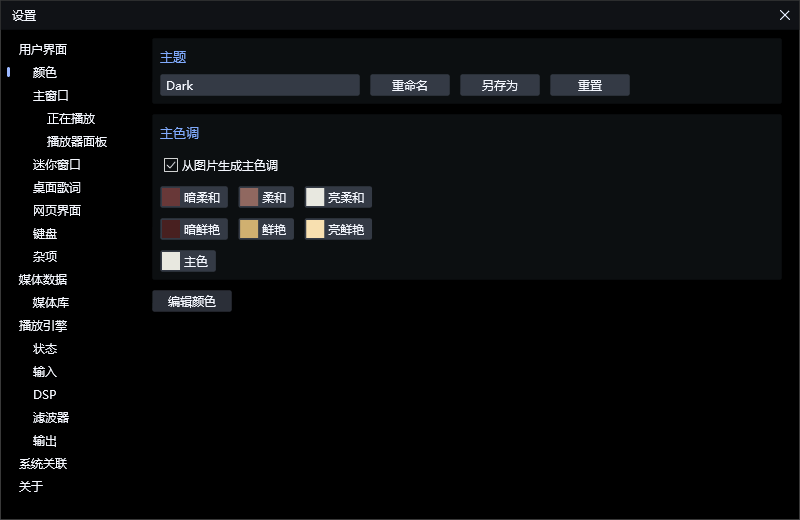 设置
用户界面
颜色
主窗口
正在播放
播放器面板
迷你窗口
桌面歌词
网页界面
键盘
杂项
媒体数据
媒体库
播放引擎
状态
输入
DSP
滤波器
输出
系统关联
关于
主题
Dark 重命名 另存为 重置
主色调
从图片生成主色调
暗柔和 柔和 亮柔和
暗鲜艳 鲜艳 亮鲜艳
主色
编辑颜色